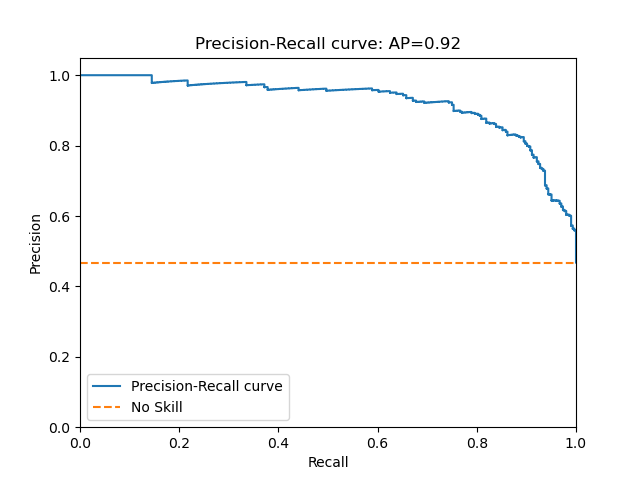 Precision-Recall curve: AP=0.92
1.0
0.8
0.6
0.4
0.2
0.0
Precision
Precision-Recall curve
No Skill
0.0 0.2 0.4 0.6 0.8 1.0
Recall